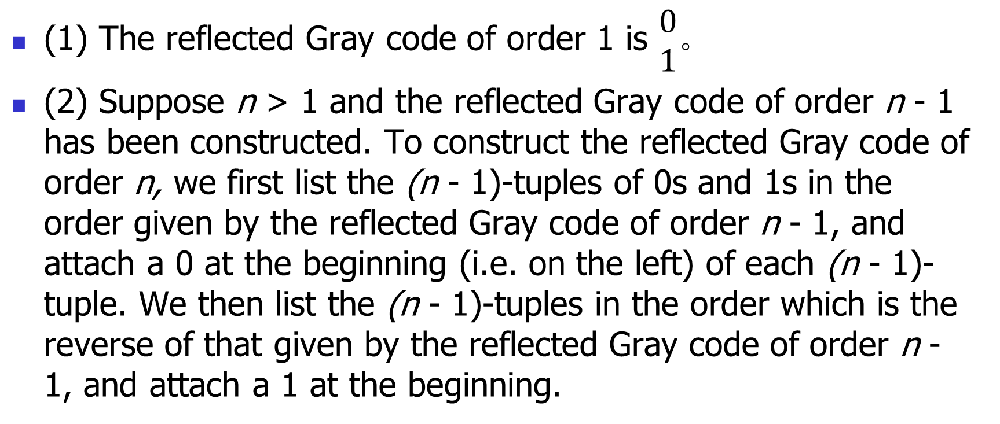 ▪ (1) The reflected Gray code of order 1 is 0
1。
▪ (2) Suppose n > 1 and the reflected Gray code of order n - 1
has been constructed. To construct the reflected Gray code of
order n, we first list the (n - 1)-tuples of 0s and 1s in the
order given by the reflected Gray code of order n - 1, and
attach a 0 at the beginning (i.e. on the left) of each (n - 1)-
tuple. We then list the (n - 1)-tuples in the order which is the
reverse of that given by the reflected Gray code of order n -
1, and attach a 1 at the beginning.